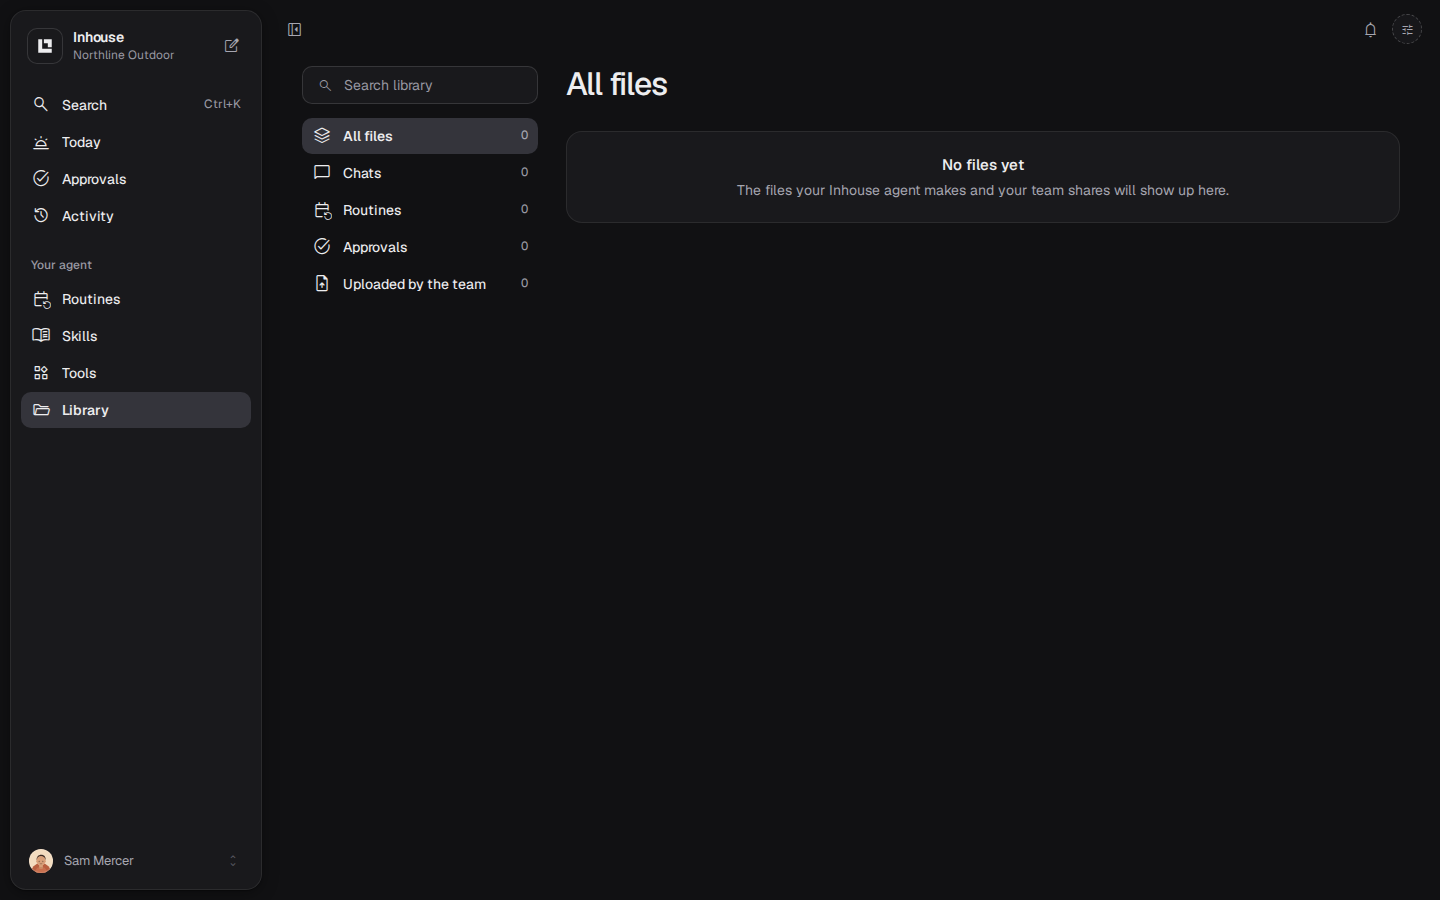 Inhouse
Northline Outdoor
Search Ctrl+K
Today
Approvals
Activity
Your agent
Routines
Skills
Tools
Library
Sam Mercer
Search library
All files 0
Chats 0
Routines 0
Approvals 0
Uploaded by the team 0
All files
No files yet
The files your Inhouse agent makes and your team shares will show up here.